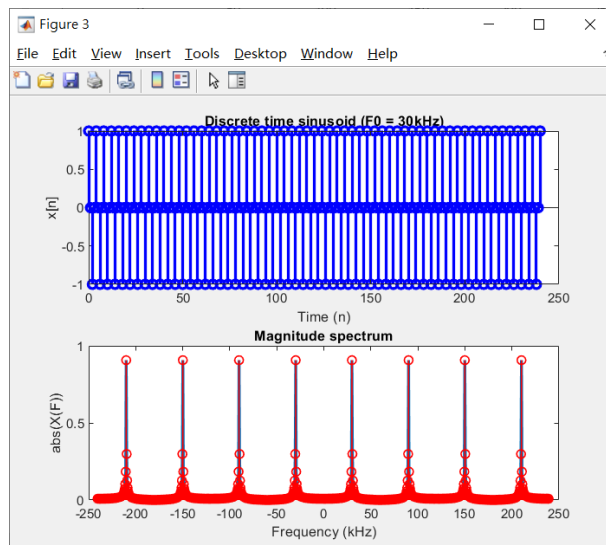 Figure 3
File Edit View Insert Tools Desktop Window Help
Discrete time sinusoid (F0 = 30kHz)
1
0.5
0
-0.5
-1
x[n]
0 50 100 150 200 250
Time (n)
Magnitude spectrum
1
0.5
0
abs(X(F))
-250 -200 -150 -100 -50 0 50 100 150 200 250
Frequency (kHz)